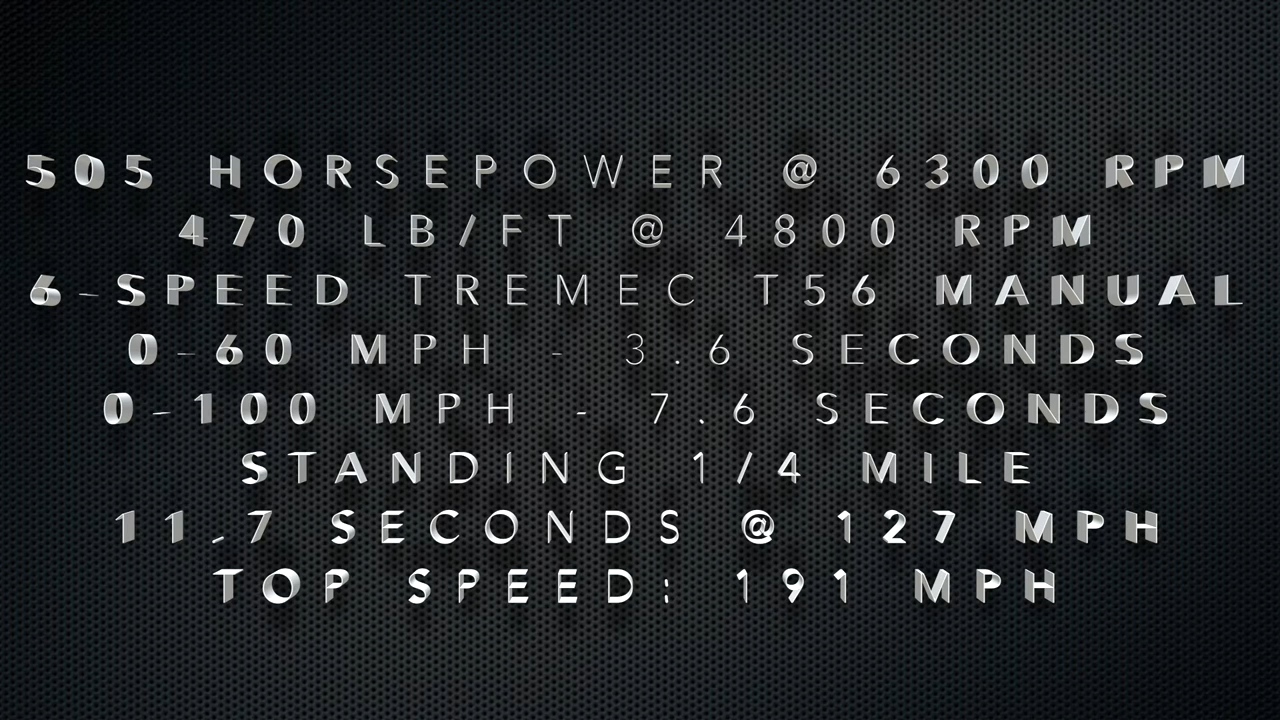 505 HORSEPOWER @ 6300 RPM
470 LB/FT @ 4800 RPM
6-SPEED TREMEC T56 MANUAL
0-60 MPH - 3.6 SECONDS
0-100 MPH - 7.6 SECONDS
STANDING 1/4 MILE
11.7 SECONDS @ 127 MPH
TOP SPEED: 191 MPH